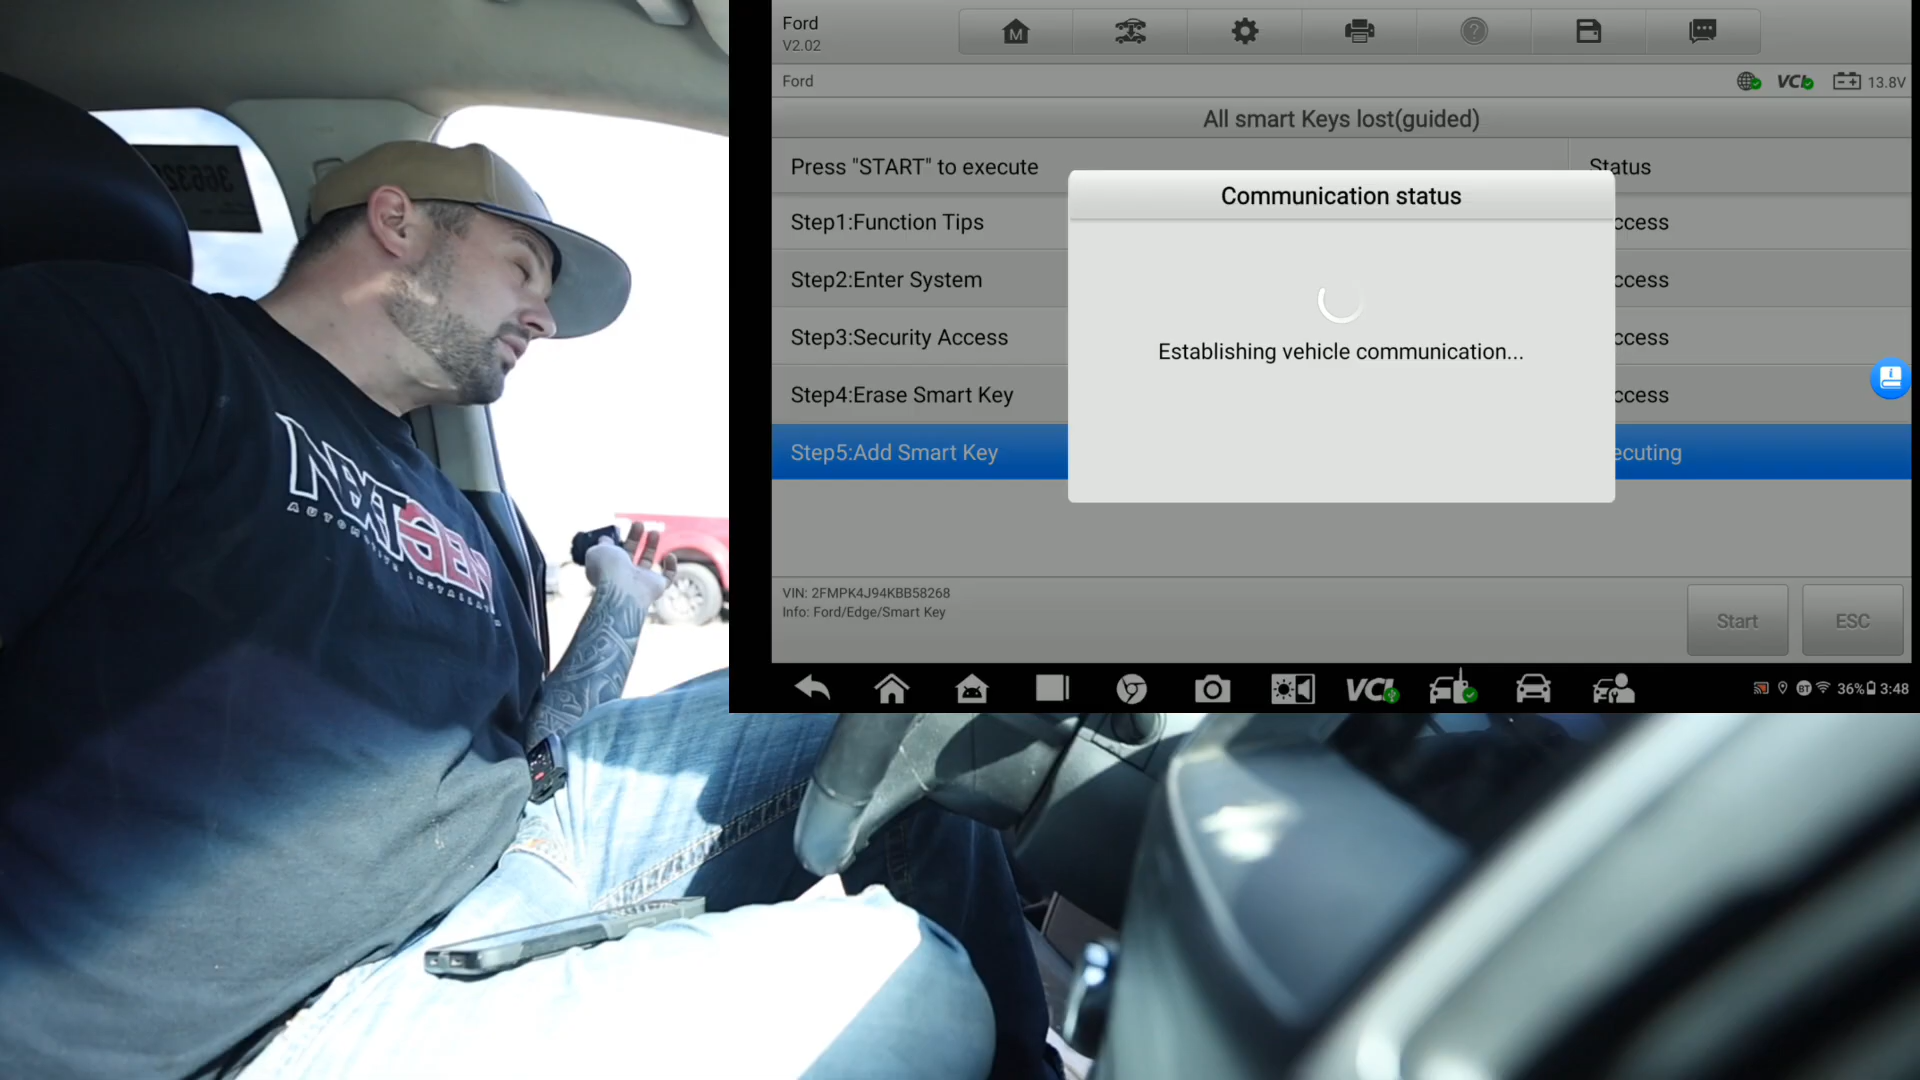 Ford
V2.02
M
?
Ford
VCI
13.8V
All smart Keys lost(guided)
Press "START" to execute
Status
Communication status
Step1:Function Tips
ccess
Step2:Enter System
ccess
Establishing vehicle communication...
Step3:Security Access
ccess
Step4:Erase Smart Key
ccess
Step5:Add Smart Key
ecuting
VIN: 2FMPK4J94KBB58268
Info: Ford/Edge/Smart Key
Start
ESC
VCI
BT
36%
3:48
NEXTGEN